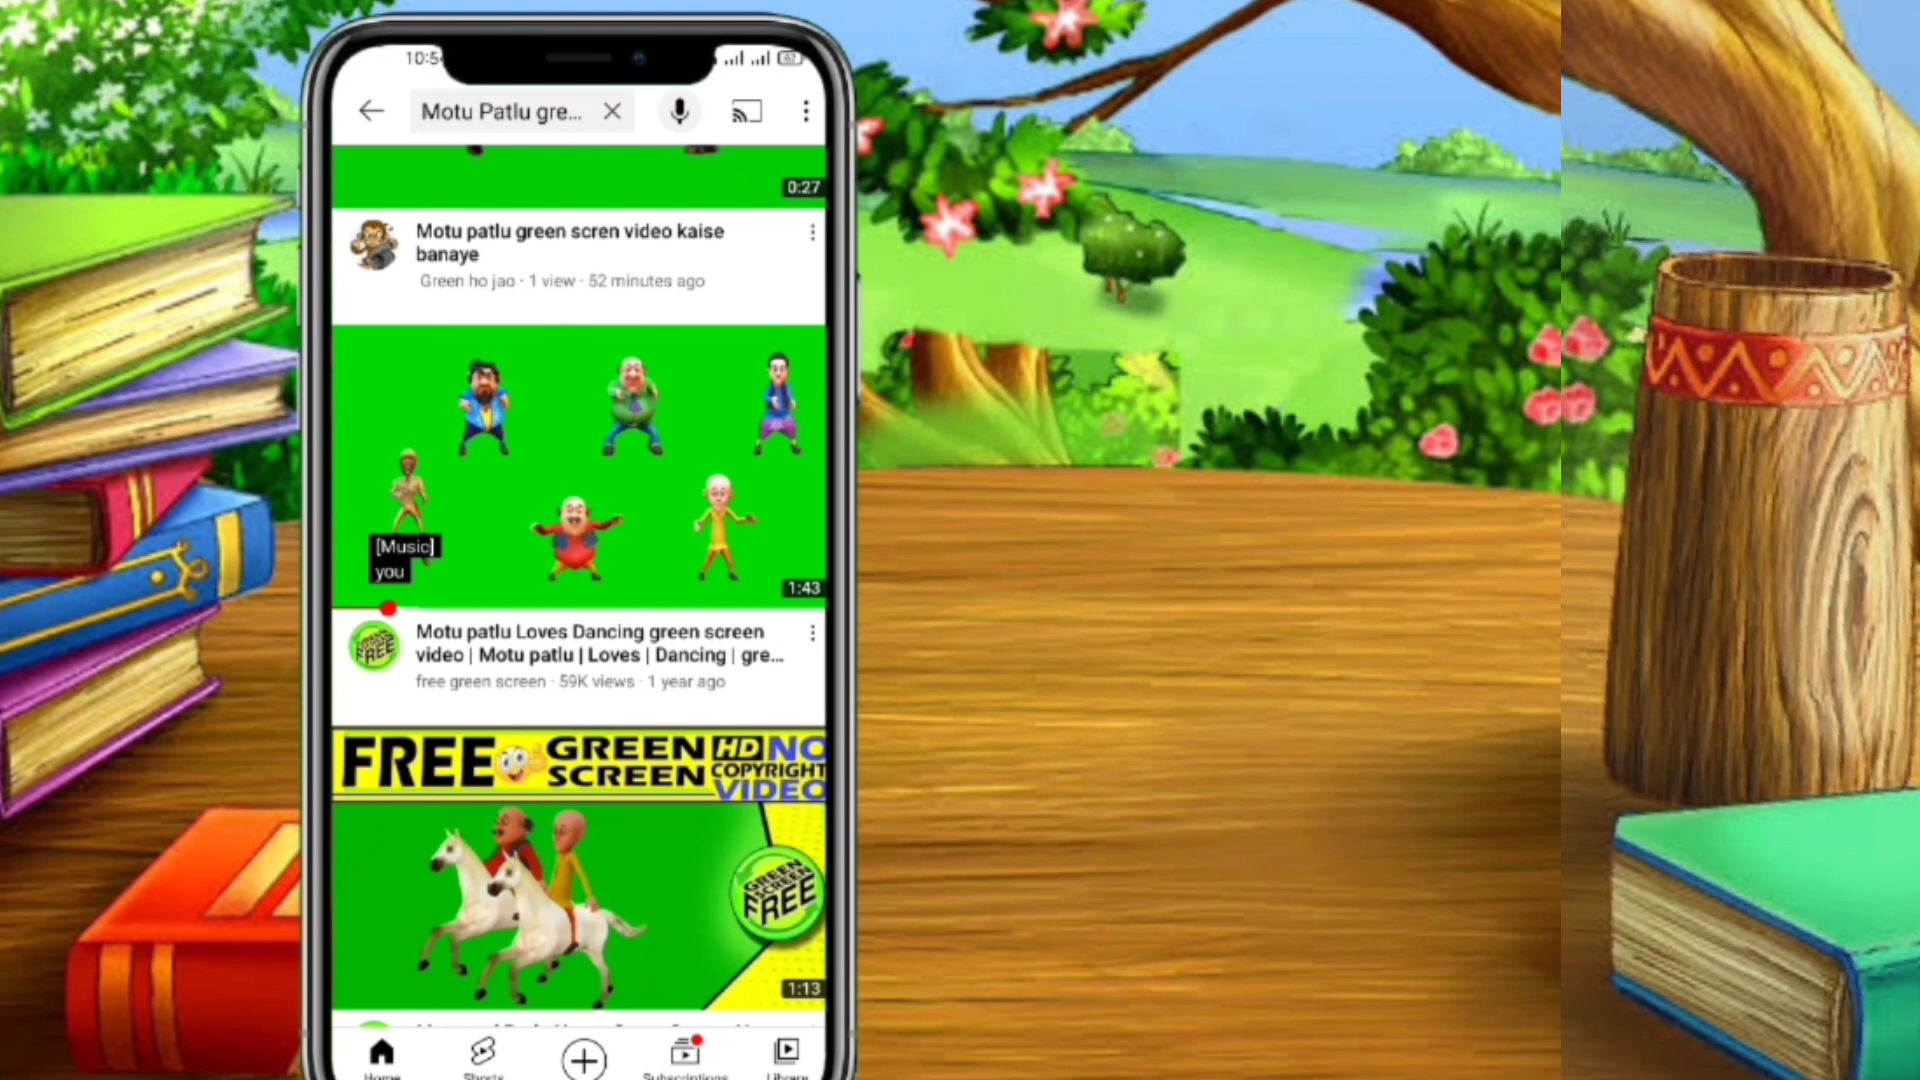 10:54
62
Motu Patlu gre...
0:27
Motu patlu green scren video kaise
banaye
Green ho jao · 1 view · 52 minutes ago
[Music]
you
1:43
Motu patlu Loves Dancing green screen
video | Motu patlu | Loves | Dancing | gre...
free green screen · 59K views · 1 year ago
FREE GREEN SCREEN HD NO COPYRIGHT VIDEO
GREEN
SCREEN
FREE
1:13
Home Shorts Subscriptions Library